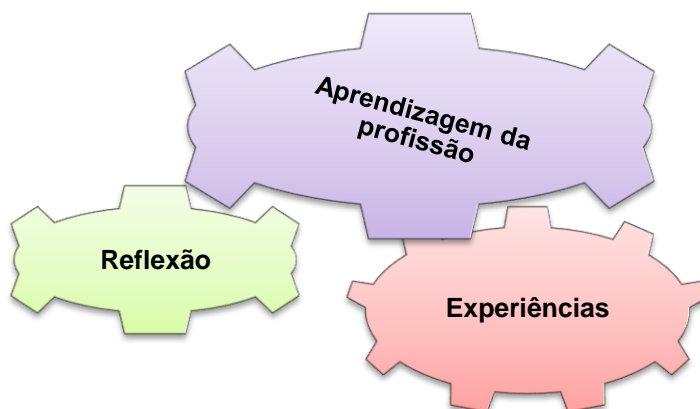 Aprendizagem da
profissão
Reflexão
Experiências